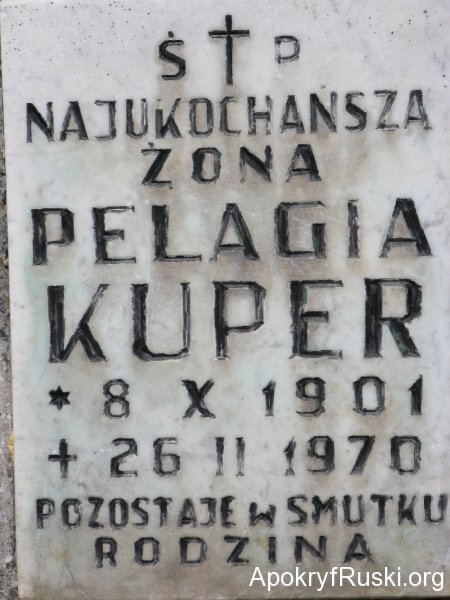 Ś † P
NAJUKOCHAŃSZA
ŻONA
PELAGIA
KUPER
* 8 X 1901
+ 26 II 1970
POZOSTAJE W SMUTKU
RODZINA
ApokryfRuski.org